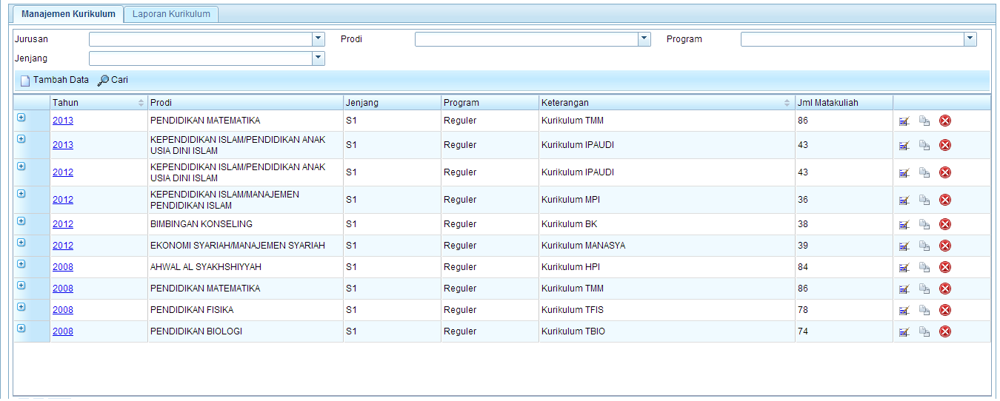 Manajemen Kurikulum Laporan Kurikulum
Jurusan Prodi Program
Jenjang
Tambah Data Cari
Tahun Prodi Jenjang Program Keterangan Jml Matakuliah
2013 PENDIDIKAN MATEMATIKA S1 Reguler Kurikulum TMM 86
2013 KEPENDIDIKAN ISLAM/PENDIDIKAN ANAK
USIA DINI ISLAM S1 Reguler Kurikulum IPAUDI 43
2012 KEPENDIDIKAN ISLAM/PENDIDIKAN ANAK
USIA DINI ISLAM S1 Reguler Kurikulum IPAUDI 43
2012 KEPENDIDIKAN ISLAM/MANAJEMEN
PENDIDIKAN ISLAM S1 Reguler Kurikulum MPI 36
2012 BIMBINGAN KONSELING S1 Reguler Kurikulum BK 38
2012 EKONOMI SYARIAH/MANAJEMEN SYARIAH S1 Reguler Kurikulum MANASYA 39
2008 AHWAL AL SYAKHSHIYYAH S1 Reguler Kurikulum HPI 84
2008 PENDIDIKAN MATEMATIKA S1 Reguler Kurikulum TMM 86
2008 PENDIDIKAN FISIKA S1 Reguler Kurikulum TFIS 78
2008 PENDIDIKAN BIOLOGI S1 Reguler Kurikulum TBIO 74